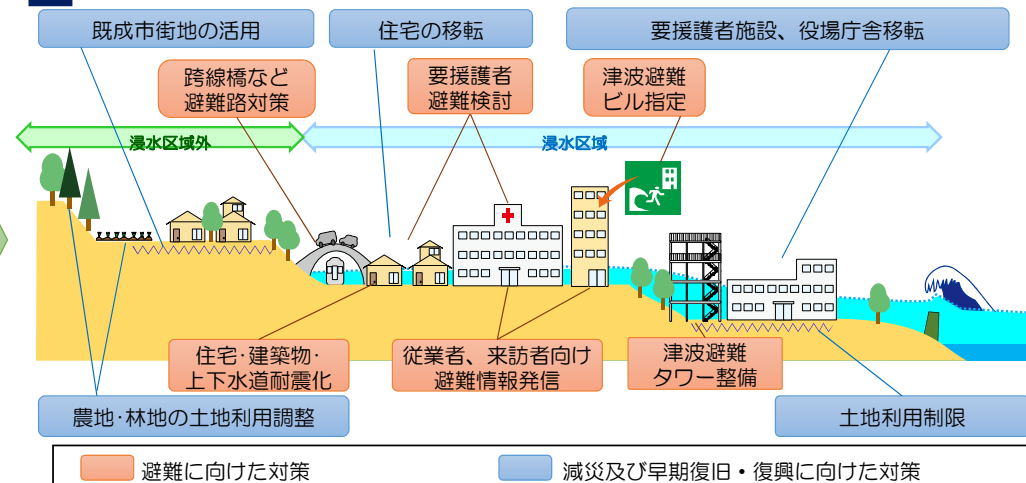 既成市街地の活用
住宅の移転
要援護者施設、役場庁舎移転
跨線橋など
避難路対策
要援護者
避難検討
津波避難
ビル指定
浸水区域外
浸水区域
住宅･建築物･
上下水道耐震化
従業者、来訪者向け
避難情報発信
津波避難
タワー整備
農地･林地の土地利用調整
土地利用制限
避難に向けた対策
減災及び早期復旧・復興に向けた対策